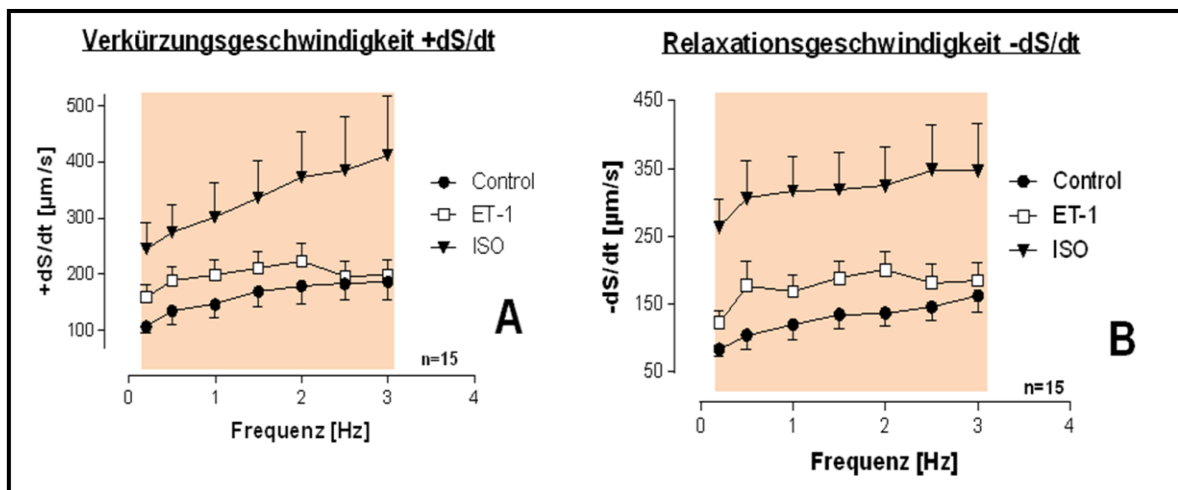 Verkürzungsgeschwindigkeit +dS/dt
500
400
300
200
100
+dS/dt [µm/s]
Control
ET-1
ISO
A
n=15
0
1
2
3
4
Frequenz [Hz]
Relaxationsgeschwindigkeit -dS/dt
450
350
250
150
50
-dS/dt [µm/s]
Control
ET-1
ISO
B
n=15
0
1
2
3
4
Frequenz [Hz]